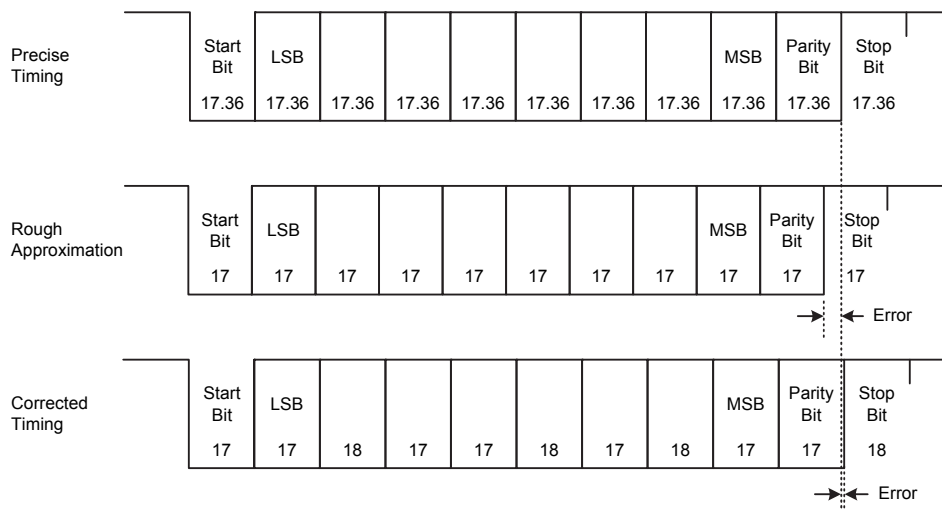 Precise
Timing
Start
Bit
LSB
MSB
Parity
Bit
Stop
Bit
17.36 17.36 17.36 17.36 17.36 17.36 17.36 17.36 17.36 17.36 17.36
Rough
Approximation
Start
Bit
LSB
MSB
Parity
Bit
Stop
Bit
17 17 17 17 17 17 17 17 17 17 17
Error
Corrected
Timing
Start
Bit
LSB
MSB
Parity
Bit
Stop
Bit
17 17 18 17 17 18 17 18 17 17 18
Error